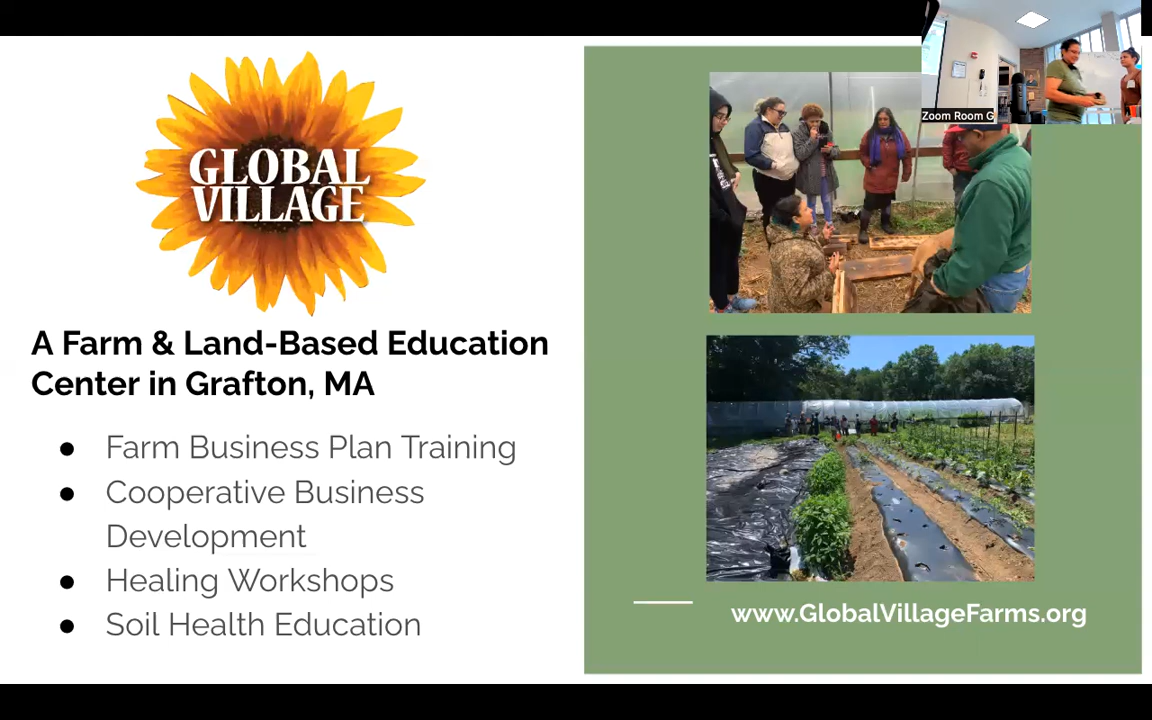 GLOBAL
VILLAGE
A Farm & Land-Based Education
Center in Grafton, MA
● Farm Business Plan Training
● Cooperative Business
Development
● Healing Workshops
● Soil Health Education
Zoom Room G
www.GlobalVillageFarms.org